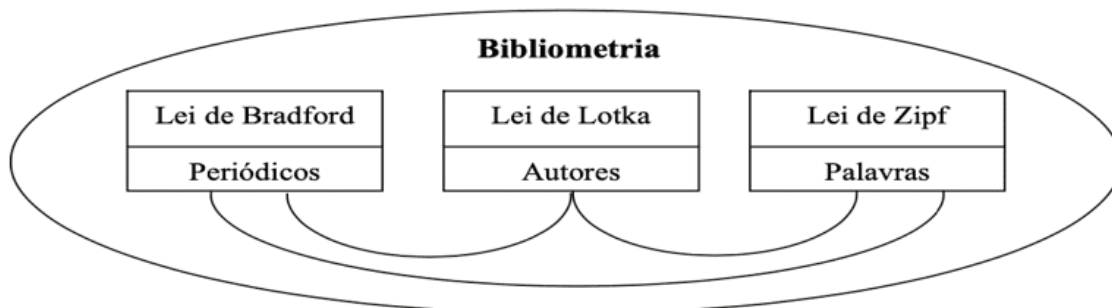 Bibliometria
Lei de Bradford
Periódicos
Lei de Lotka
Autores
Lei de Zipf
Palavras